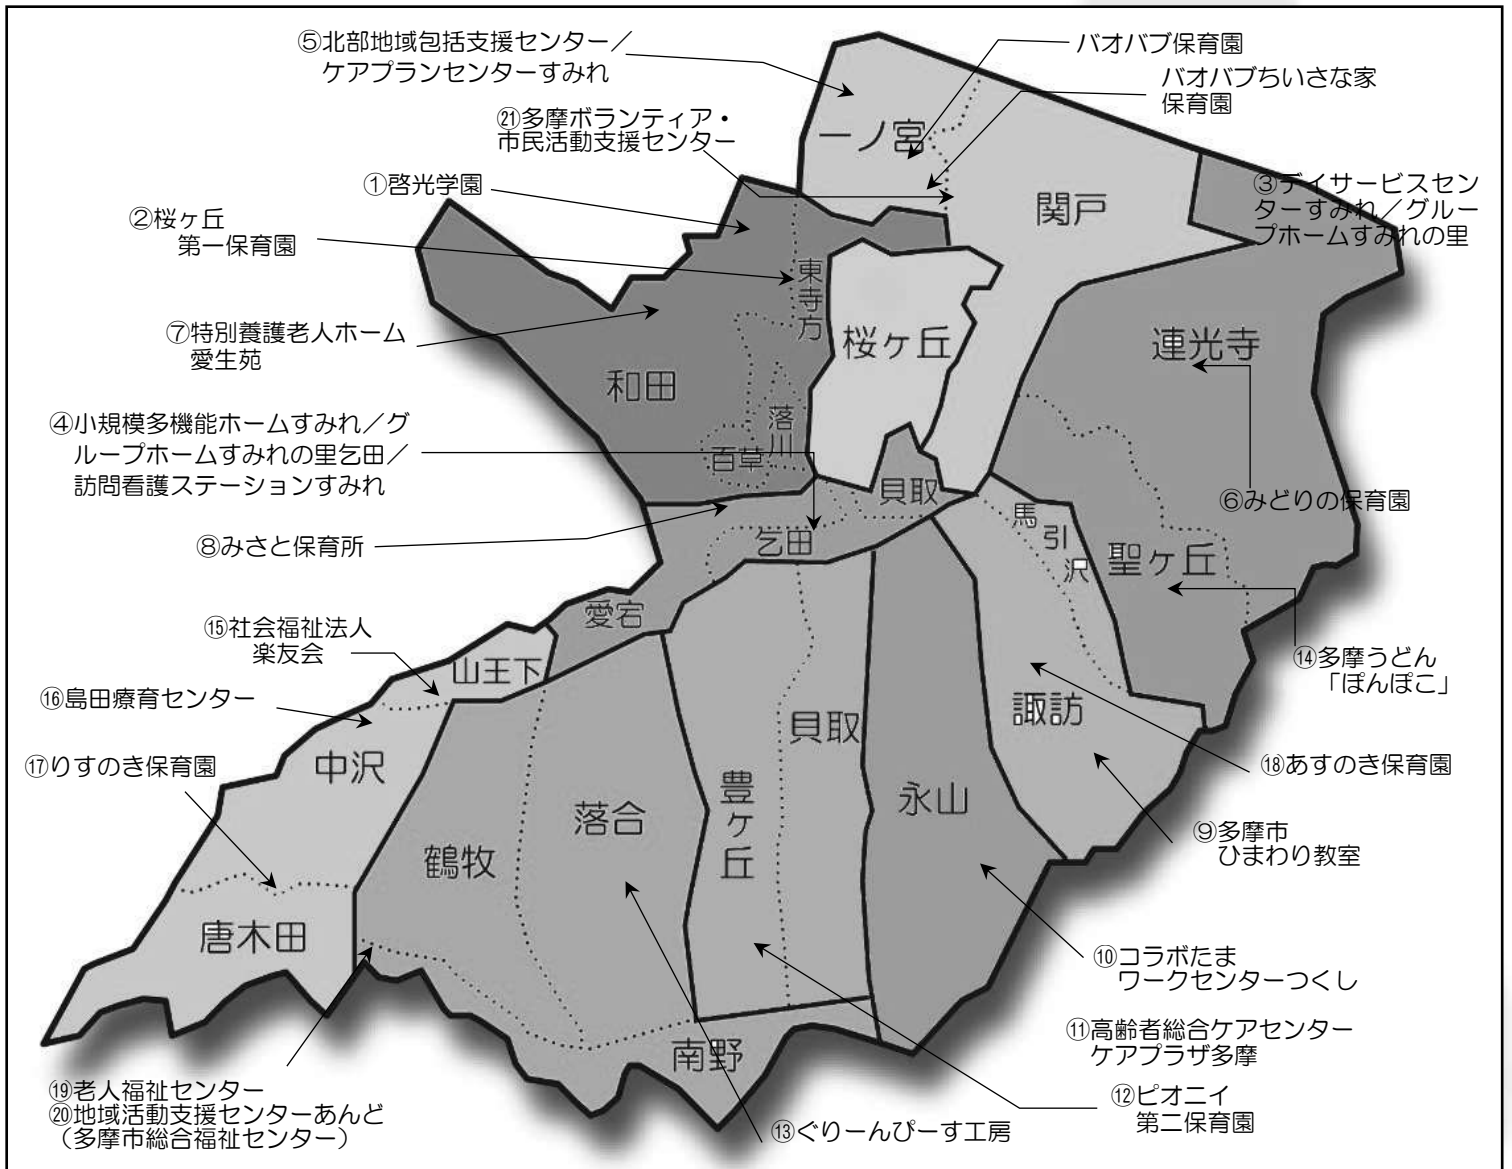 ⑤北部地域包括支援センター／
ケアプランセンターすみれ
バオバブ保育園
バオバブちいさな家
保育園
㉑多摩ボランティア・
市民活動支援センター
①啓光学園
②桜ヶ丘
第一保育園
③デイサービスセン
ターすみれ／グルー
プホームすみれの里
⑦特別養護老人ホーム
愛生苑
④小規模多機能ホームすみれ／グ
ループホームすみれの里乞田／
訪問看護ステーションすみれ
⑧みさと保育所
⑥みどりの保育園
⑮社会福祉法人
楽友会
⑭多摩うどん
「ぽんぽこ」
⑯島田療育センター
⑰りすのき保育園
⑱あすのき保育園
⑨多摩市
ひまわり教室
⑩コラボたま
ワークセンターつくし
⑪高齢者総合ケアセンター
ケアプラザ多摩
⑫ピオニイ
第二保育園
⑬ぐりーんぴーす工房
⑲老人福祉センター
⑳地域活動支援センターあんど
（多摩市総合福祉センター）
一ノ宮
関戸
東寺方
桜ヶ丘
連光寺
和田
落川
百草
貝取
馬引沢
乞田
聖ヶ丘
愛宕
山王下
諏訪
貝取
中沢
豊ヶ丘
永山
落合
鶴牧
唐木田
南野